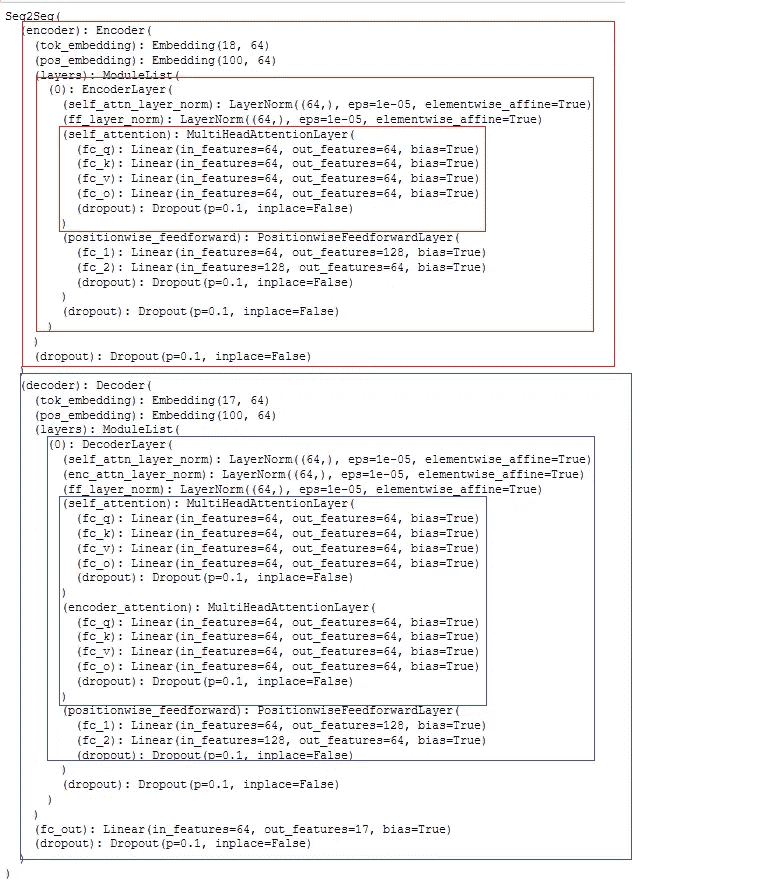 Seq2Seq(
(encoder): Encoder(
(tok_embedding): Embedding(18, 64)
(pos_embedding): Embedding(100, 64)
(layers): ModuleList(
(0): EncoderLayer(
(self_attn_layer_norm): LayerNorm((64,), eps=1e-05, elementwise_affine=True)
(ff_layer_norm): LayerNorm((64,), eps=1e-05, elementwise_affine=True)
(self_attention): MultiHeadAttentionLayer(
(fc_q): Linear(in_features=64, out_features=64, bias=True)
(fc_k): Linear(in_features=64, out_features=64, bias=True)
(fc_v): Linear(in_features=64, out_features=64, bias=True)
(fc_o): Linear(in_features=64, out_features=64, bias=True)
(dropout): Dropout(p=0.1, inplace=False)
)
(positionwise_feedforward): PositionwiseFeedforwardLayer(
(fc_1): Linear(in_features=64, out_features=128, bias=True)
(fc_2): Linear(in_features=128, out_features=64, bias=True)
(dropout): Dropout(p=0.1, inplace=False)
)
(dropout): Dropout(p=0.1, inplace=False)
)
)
(dropout): Dropout(p=0.1, inplace=False)
)
(decoder): Decoder(
(tok_embedding): Embedding(17, 64)
(pos_embedding): Embedding(100, 64)
(layers): ModuleList(
(0): DecoderLayer(
(self_attn_layer_norm): LayerNorm((64,), eps=1e-05, elementwise_affine=True)
(enc_attn_layer_norm): LayerNorm((64,), eps=1e-05, elementwise_affine=True)
(ff_layer_norm): LayerNorm((64,), eps=1e-05, elementwise_affine=True)
(self_attention): MultiHeadAttentionLayer(
(fc_q): Linear(in_features=64, out_features=64, bias=True)
(fc_k): Linear(in_features=64, out_features=64, bias=True)
(fc_v): Linear(in_features=64, out_features=64, bias=True)
(fc_o): Linear(in_features=64, out_features=64, bias=True)
(dropout): Dropout(p=0.1, inplace=False)
)
(encoder_attention): MultiHeadAttentionLayer(
(fc_q): Linear(in_features=64, out_features=64, bias=True)
(fc_k): Linear(in_features=64, out_features=64, bias=True)
(fc_v): Linear(in_features=64, out_features=64, bias=True)
(fc_o): Linear(in_features=64, out_features=64, bias=True)
(dropout): Dropout(p=0.1, inplace=False)
)
(positionwise_feedforward): PositionwiseFeedforwardLayer(
(fc_1): Linear(in_features=64, out_features=128, bias=True)
(fc_2): Linear(in_features=128, out_features=64, bias=True)
(dropout): Dropout(p=0.1, inplace=False)
)
(dropout): Dropout(p=0.1, inplace=False)
)
)
(fc_out): Linear(in_features=64, out_features=17, bias=True)
(dropout): Dropout(p=0.1, inplace=False)
)
)